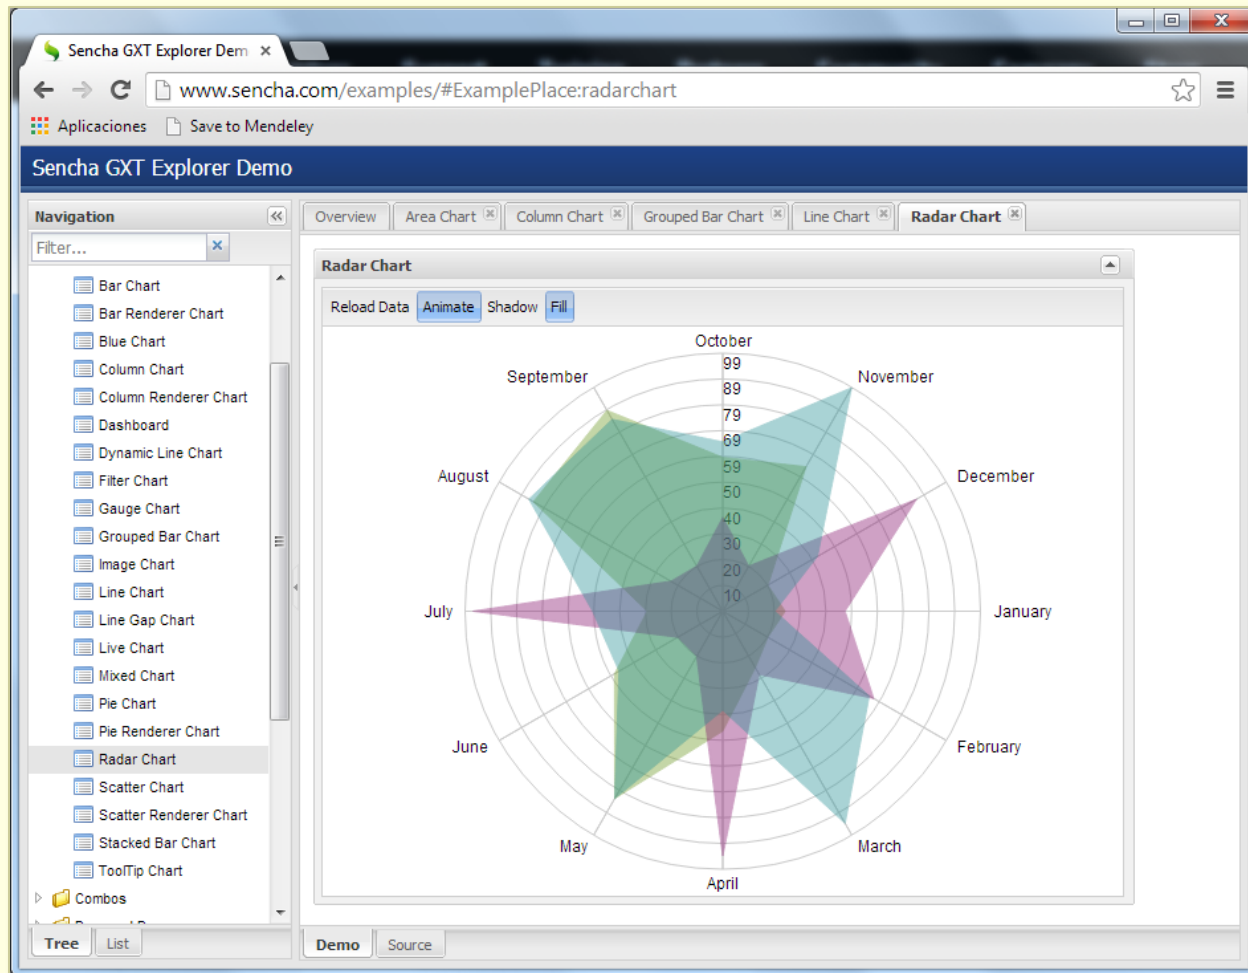 Sencha GXT Explorer Dem
www.sencha.com/examples/#ExamplePlace:radarchart
Aplicaciones Save to Mendeley
Sencha GXT Explorer Demo
Navigation
Filter...
Bar Chart
Bar Renderer Chart
Blue Chart
Column Chart
Column Renderer Chart
Dashboard
Dynamic Line Chart
Filter Chart
Gauge Chart
Grouped Bar Chart
Image Chart
Line Chart
Line Gap Chart
Live Chart
Mixed Chart
Pie Chart
Pie Renderer Chart
Radar Chart
Scatter Chart
Scatter Renderer Chart
Stacked Bar Chart
ToolTip Chart
Combos
Tree List
Overview Area Chart Column Chart Grouped Bar Chart Line Chart Radar Chart
Radar Chart
Reload Data Animate Shadow Fill
October
99
September November
89
79
69
59
August December
50
40
30
20
10
July January
June February
May March
April
Demo Source